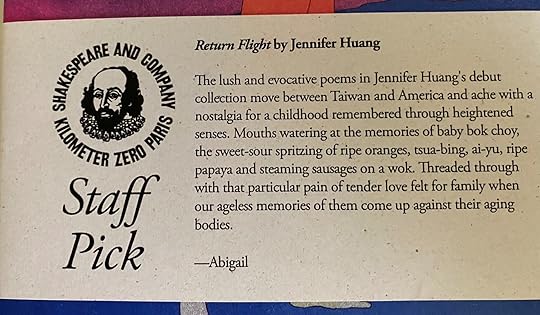 SHAKESPEARE AND COMPANY
KILOMETER ZERO PARIS
Staff
Pick
Return Flight by Jennifer Huang
The lush and evocative poems in Jennifer Huang's debut
collection move between Taiwan and America and ache with a
nostalgia for a childhood remembered through heightened
senses. Mouths watering at the memories of baby bok choy,
the sweet-sour spritzing of ripe oranges, tsua-bing, ai-yu, ripe
papaya and steaming sausages on a wok. Threaded through
with that particular pain of tender love felt for family when
our ageless memories of them come up against their aging
bodies.
—Abigail